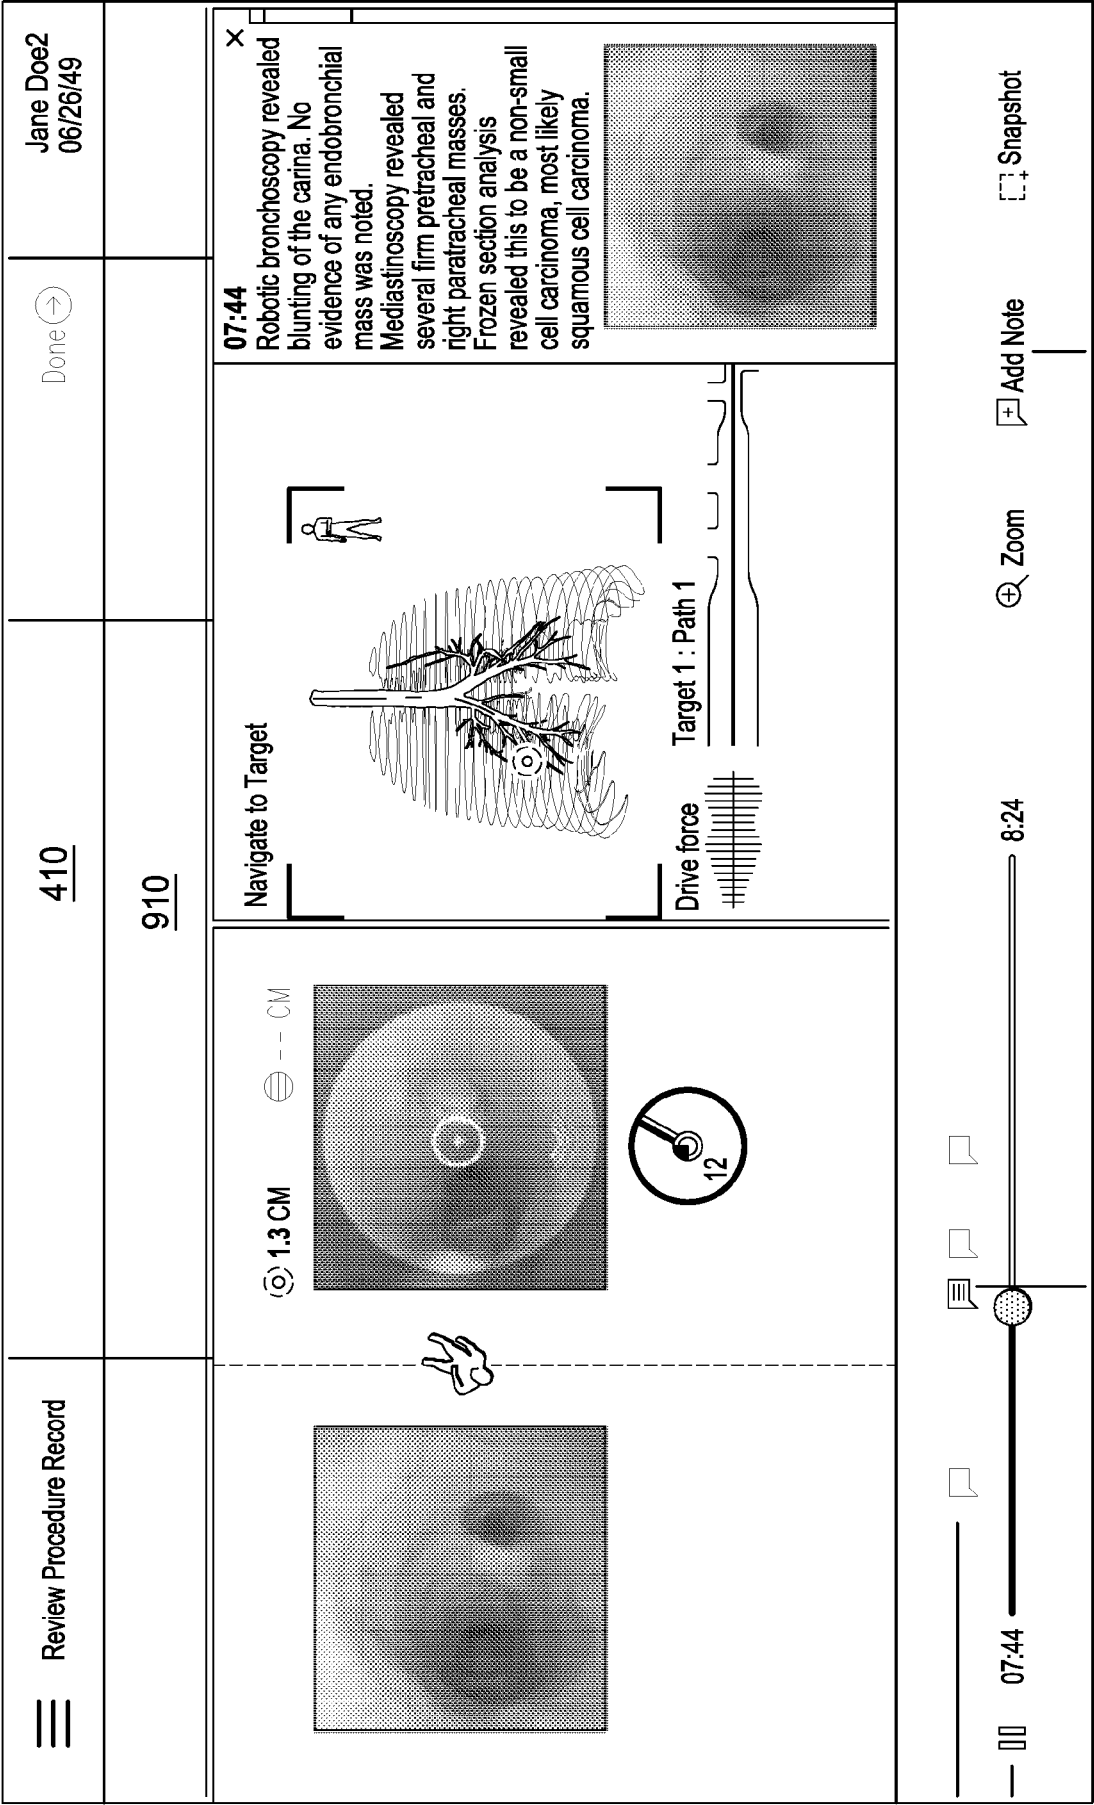 Review Procedure Record
410
Done
Jane Doe2
06/26/49
910
1.3 CM
-- CM
12
Navigate to Target
Drive force
Target 1 : Path 1
07:44
Robotic bronchoscopy revealed
blunting of the carina. No
evidence of any endobronchial
mass was noted.
Mediastinoscopy revealed
several firm pretracheal and
right paratracheal masses.
Frozen section analysis
revealed this to be a non-small
cell carcinoma, most likely
squamous cell carcinoma.
07:44
8:24
Zoom
Add Note
Snapshot